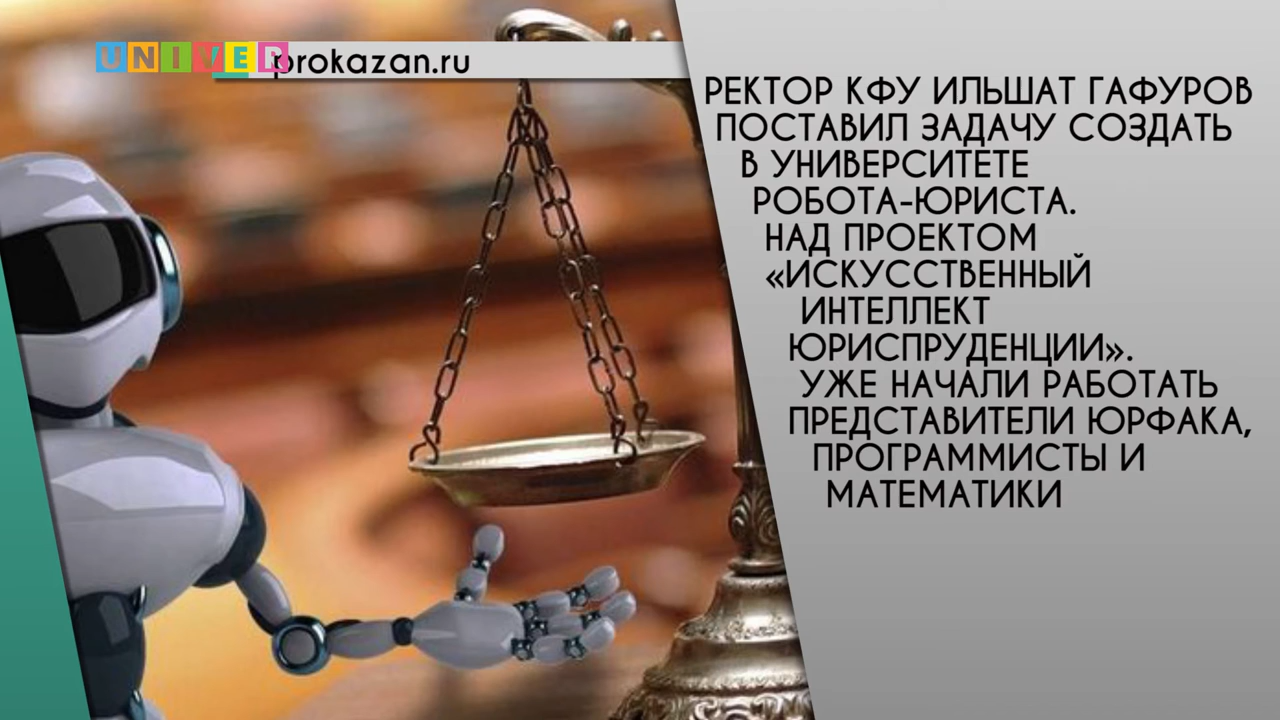 UNIVER
prokazan.ru
РЕКТОР КФУ ИЛЬШАТ ГАФУРОВ
ПОСТАВИЛ ЗАДАЧУ СОЗДАТЬ
В УНИВЕРСИТЕТЕ
РОБОТА-ЮРИСТА.
НАД ПРОЕКТОМ
«ИСКУССТВЕННЫЙ
ИНТЕЛЛЕКТ
ЮРИСПРУДЕНЦИИ».
УЖЕ НАЧАЛИ РАБОТАТЬ
ПРЕДСТАВИТЕЛИ ЮРФАКА,
ПРОГРАММИСТЫ И
МАТЕМАТИКИ